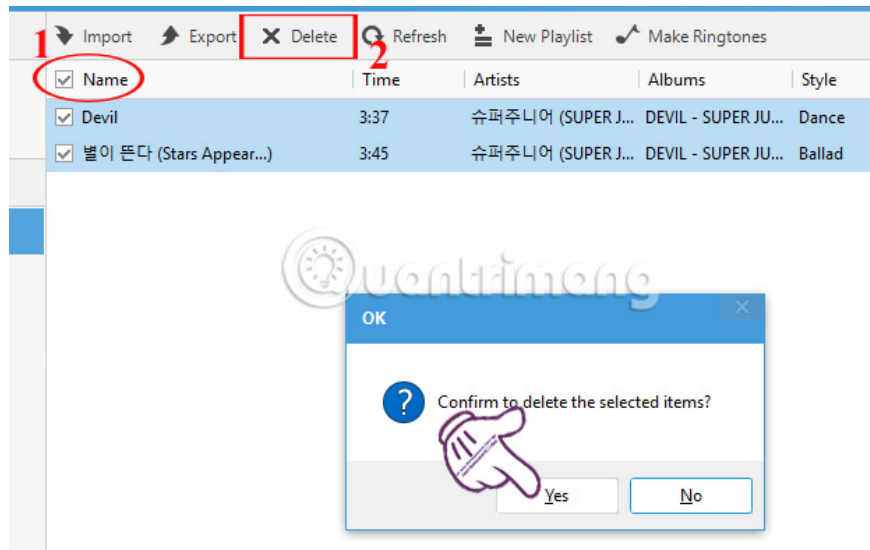 1 Import Export Delete 2 Refresh New Playlist Make Ringtones
Name Time Artists Albums Style
Devil 3:37 슈퍼주니어 (SUPER J... DEVIL - SUPER JU... Dance
별이 뜬다 (Stars Appear...) 3:45 슈퍼주니어 (SUPER J... DEVIL - SUPER JU... Ballad
Quantrimang
OK
? Confirm to delete the selected items?
Yes No